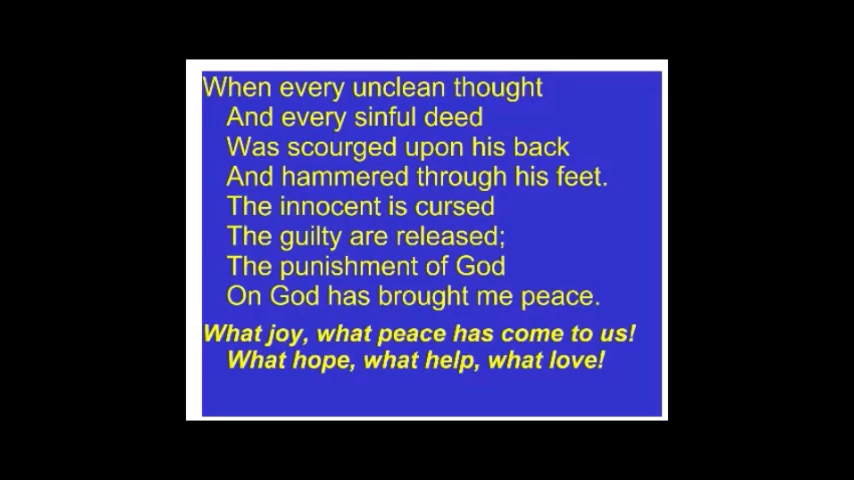 When every unclean thought
And every sinful deed
Was scourged upon his back
And hammered through his feet.
The innocent is cursed
The guilty are released;
The punishment of God
On God has brought me peace.
What joy, what peace has come to us!
What hope, what help, what love!